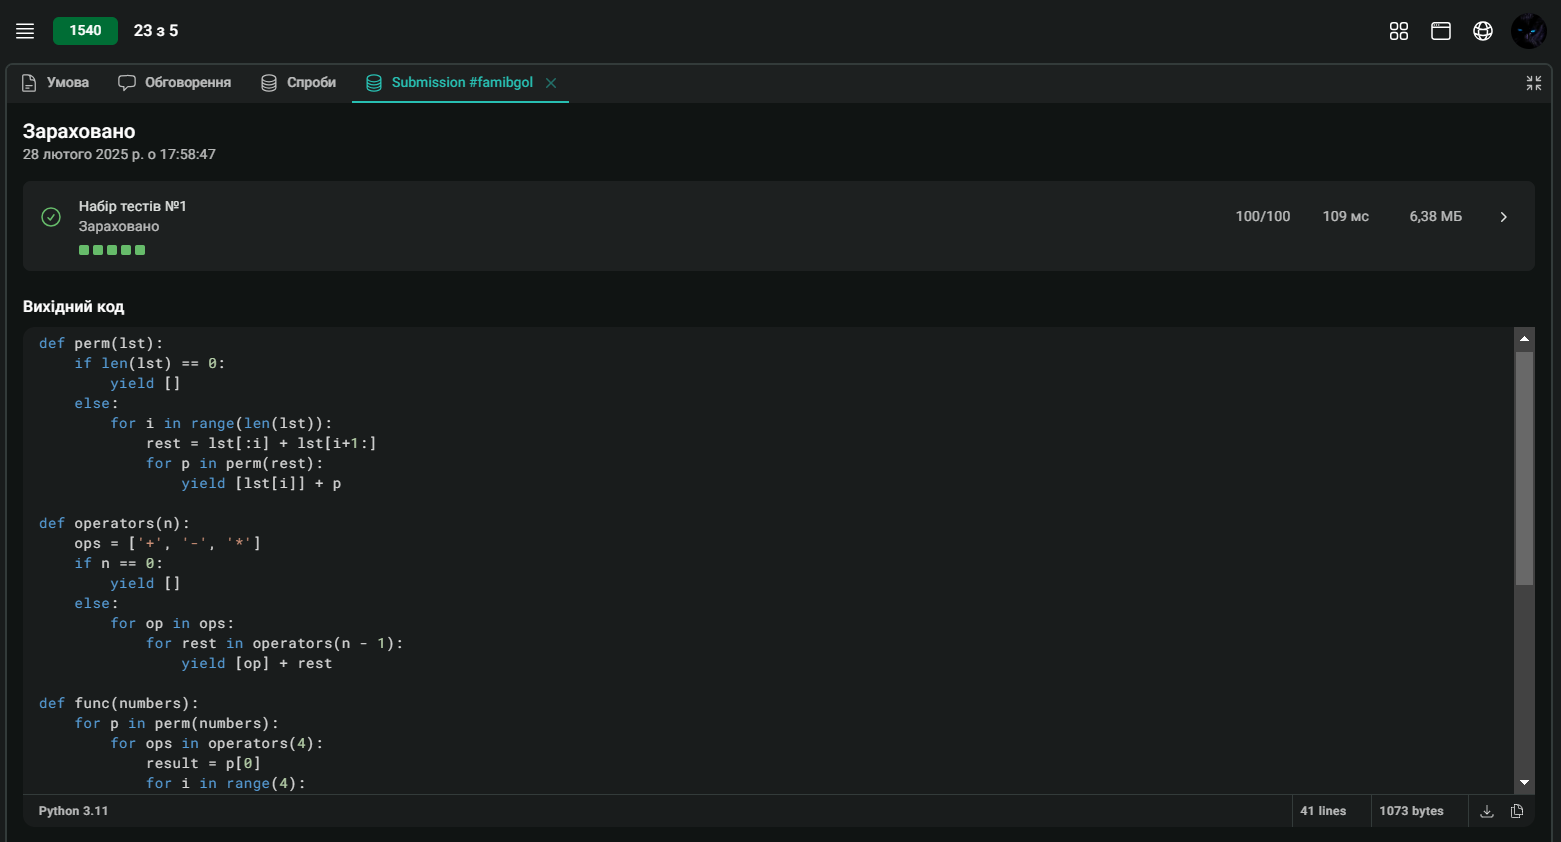 1540 23 з 5
Умова Обговорення Спроби Submission #famibgol
Зараховано
28 лютого 2025 р. о 17:58:47
Набір тестів №1
Зараховано
100/100 109 мс 6,38 МБ
Вихідний код
def perm(lst):
    if len(lst) == 0:
        yield []
    else:
        for i in range(len(lst)):
            rest = lst[:i] + lst[i+1:]
            for p in perm(rest):
                yield [lst[i]] + p
def operators(n):
    ops = ['+', '-', '*']
    if n == 0:
        yield []
    else:
        for op in ops:
            for rest in operators(n - 1):
                yield [op] + rest
def func(numbers):
    for p in perm(numbers):
        for ops in operators(4):
            result = p[0]
            for i in range(4):
Python 3.11 41 lines 1073 bytes